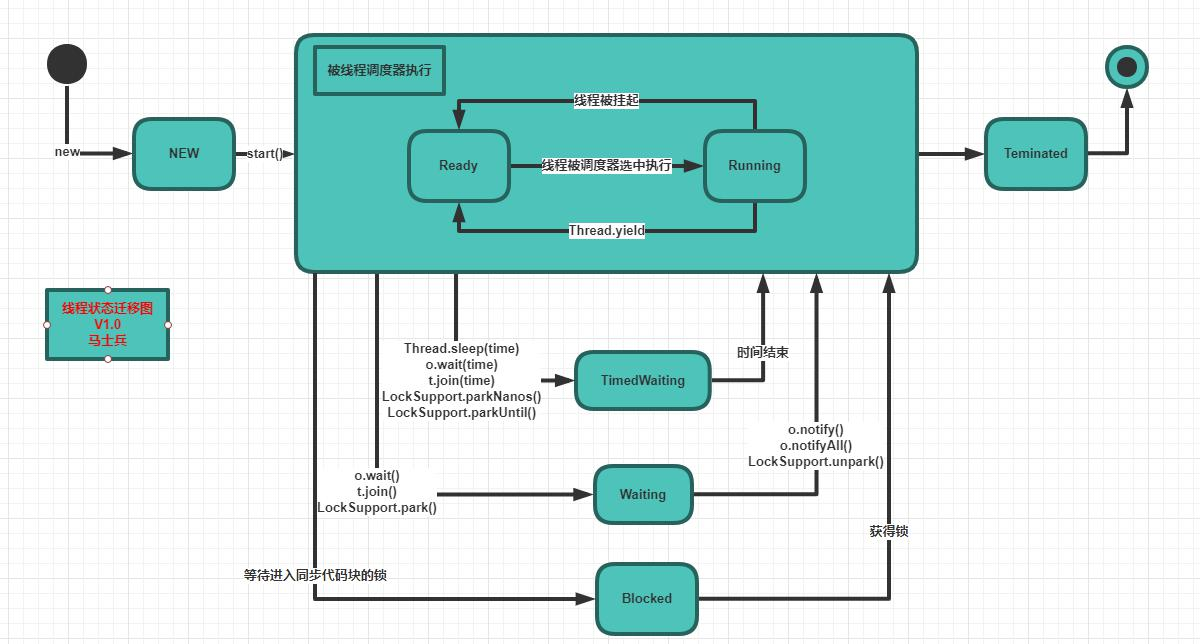 被线程调度器执行
线程被挂起
new
NEW
start()
Ready
线程被调度器选中执行
Running
Teminated
Thread.yield
线程状态迁移图
V1.0
马士兵
Thread.sleep(time)
o.wait(time)
t.join(time)
LockSupport.parkNanos()
LockSupport.parkUntil()
TimedWaiting
时间结束
o.notify()
o.notifyAll()
LockSupport.unpark()
o.wait()
t.join()
LockSupport.park()
Waiting
获得锁
等待进入同步代码块的锁
Blocked